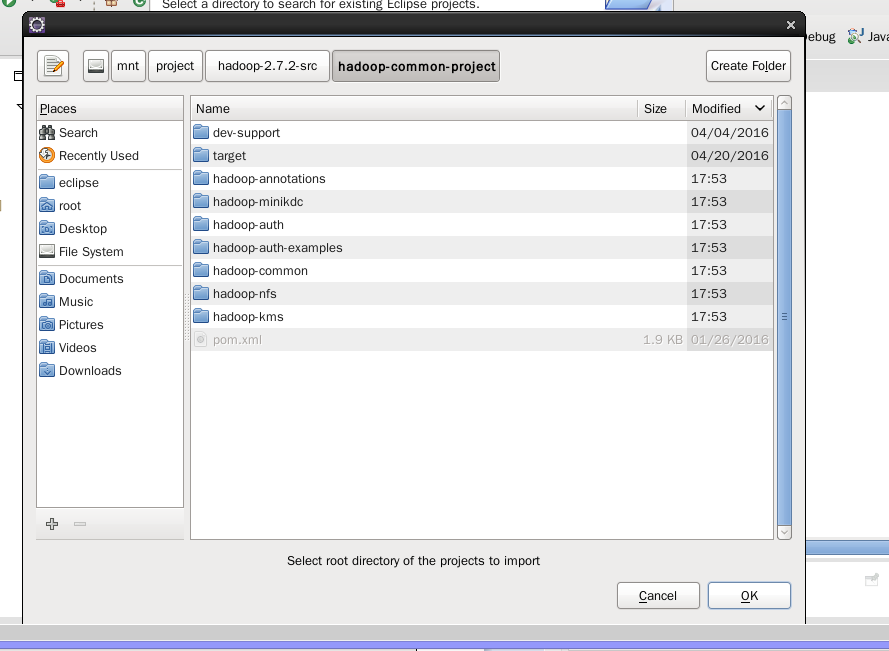 Select a directory to search for existing Eclipse projects.
ebug Java
mnt project hadoop-2.7.2-src hadoop-common-project Create Folder
Places
Search
Recently Used
eclipse
root
Desktop
File System
Documents
Music
Pictures
Videos
Downloads
Name Size Modified
dev-support 04/04/2016
target 04/20/2016
hadoop-annotations 17:53
hadoop-minikdc 17:53
hadoop-auth 17:53
hadoop-auth-examples 17:53
hadoop-common 17:53
hadoop-nfs 17:53
hadoop-kms 17:53
pom.xml 1.9 KB 01/26/2016
Select root directory of the projects to import
Cancel OK